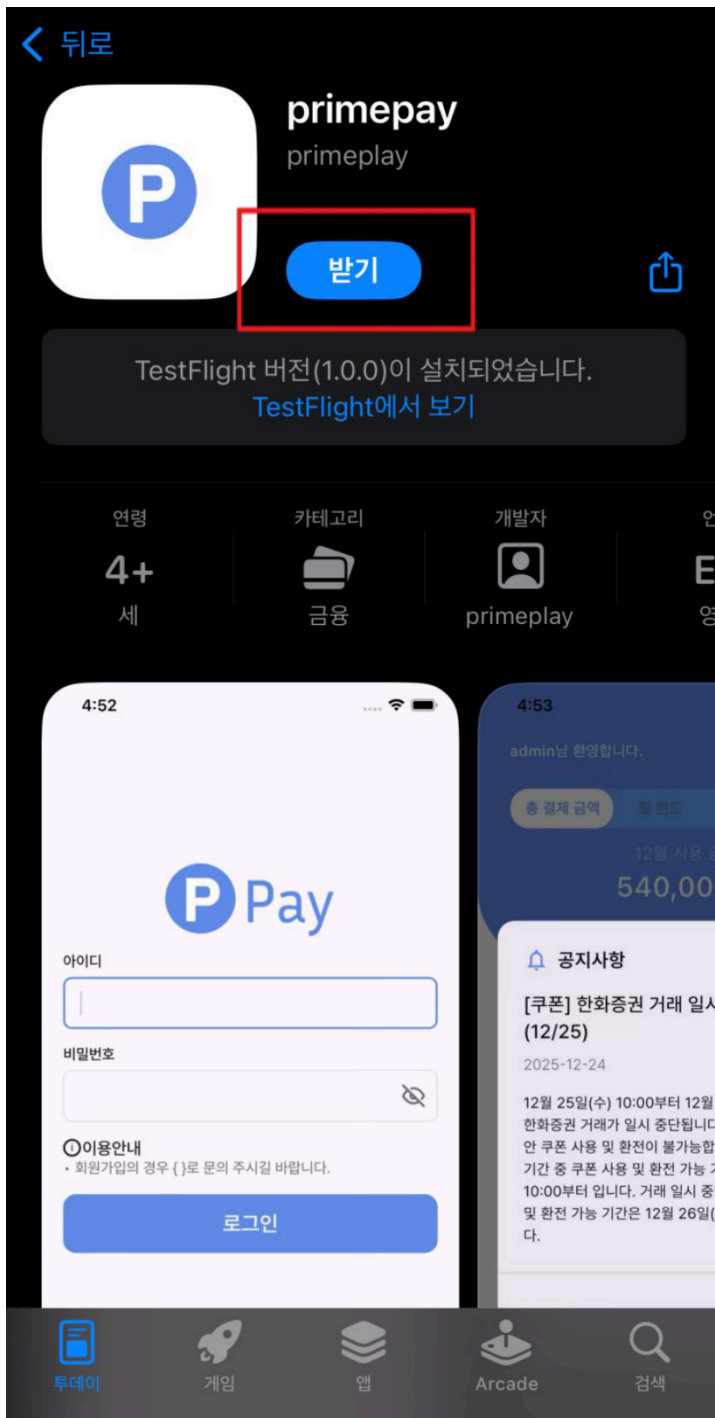 뒤로
primepay
primeplay
P
받기
TestFlight 버전(1.0.0)이 설치되었습니다.
TestFlight에서 보기
연령
카테고리
개발자
4+
세
금융
primeplay
4:52
P Pay
아이디
비밀번호
이용안내
• 회원가입의 경우 { }로 문의 주시길 바랍니다.
로그인
4:53
admin님 환영합니다.
총 결제 금액
일 한도
12월 사용
540,00
공지사항
[쿠폰] 한화증권 거래 일시
(12/25)
2025-12-24
12월 25일(수) 10:00부터 12월
한화증권 거래가 일시 중단됩니다
안 쿠폰 사용 및 환전이 불가능합
기간 중 쿠폰 사용 및 환전 가능
10:00부터 입니다. 거래 일시 중
및 환전 가능 기간은 12월 26일(
다.
투데이
게임
앱
Arcade
검색